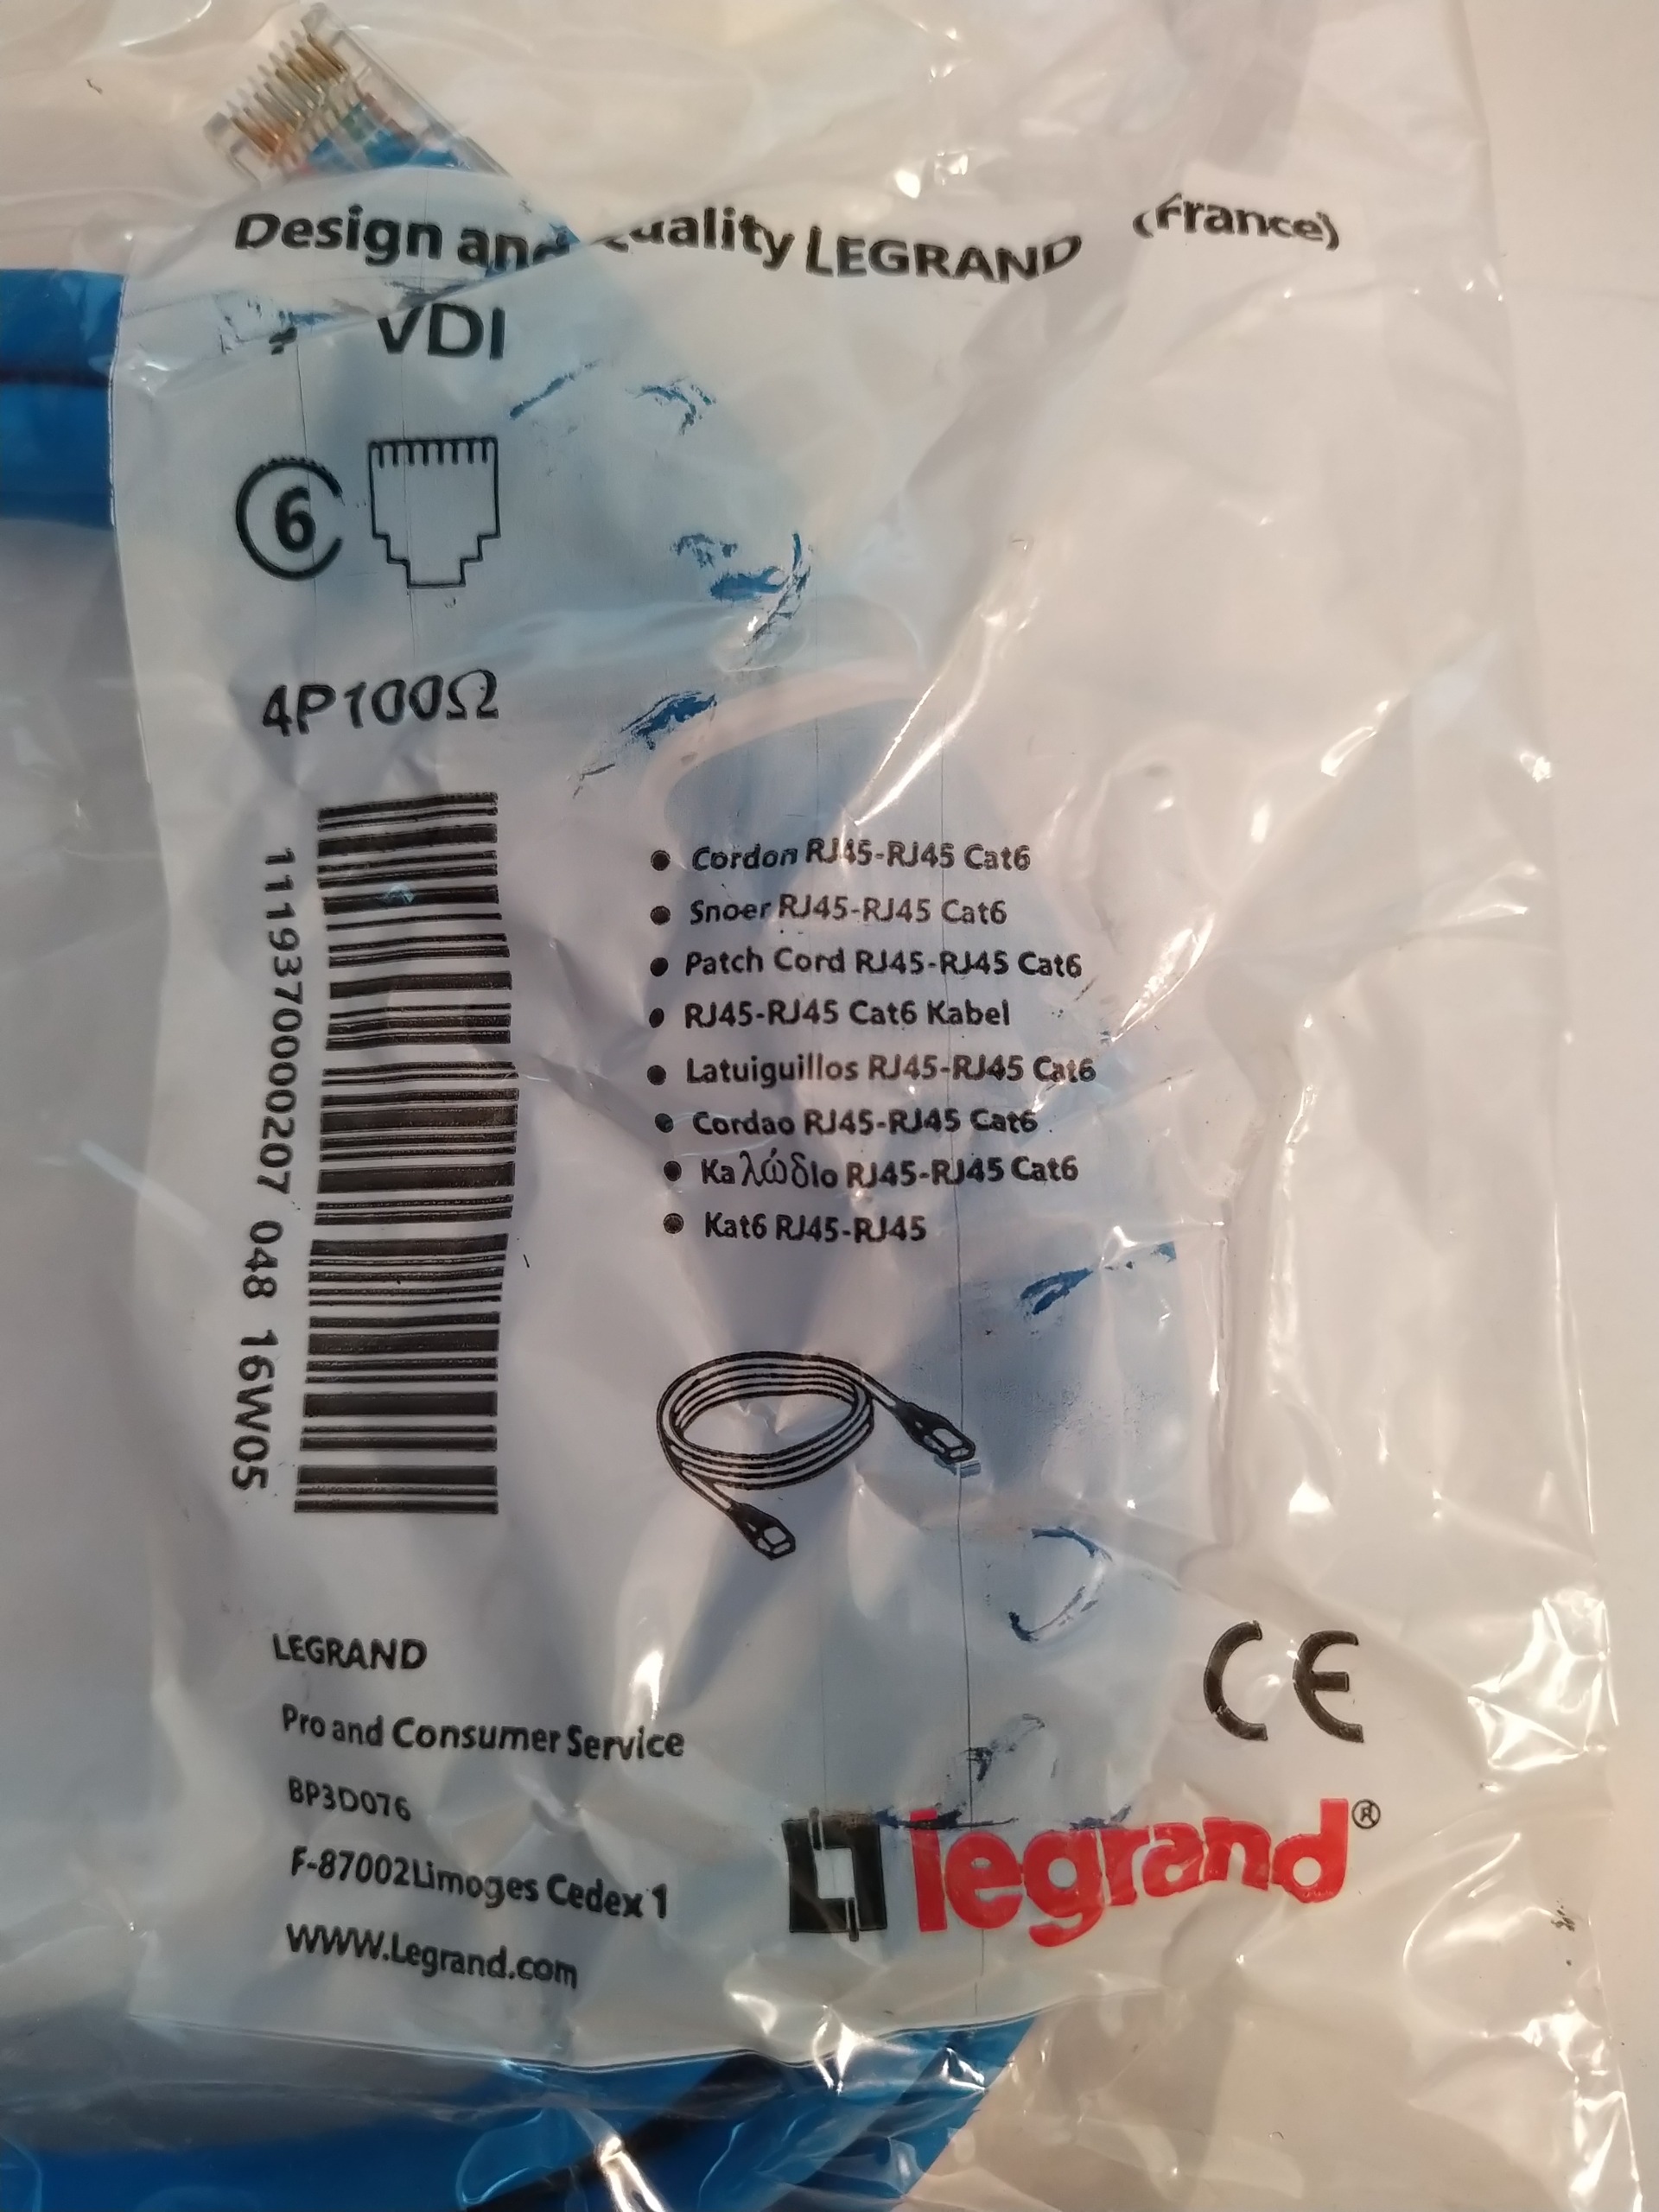 Design and Quality LEGRAND (France)
VDI
6
4P100Ω
1119370000207 048 16W05
● Cordon RJ45-RJ45 Cat6
● Snoer RJ45-RJ45 Cat6
● Patch Cord RJ45-RJ45 Cat6
● RJ45-RJ45 Cat6 Kabel
● Latuiguillos RJ45-RJ45 Cat6
● Cordao RJ45-RJ45 Cat6
● Καλώδιο RJ45-RJ45 Cat6
● Kat6 RJ45-RJ45
LEGRAND
Pro and Consumer Service
BP3D076
F-87002Limoges Cedex 1
WWW.Legrand.com
CE
legrand®